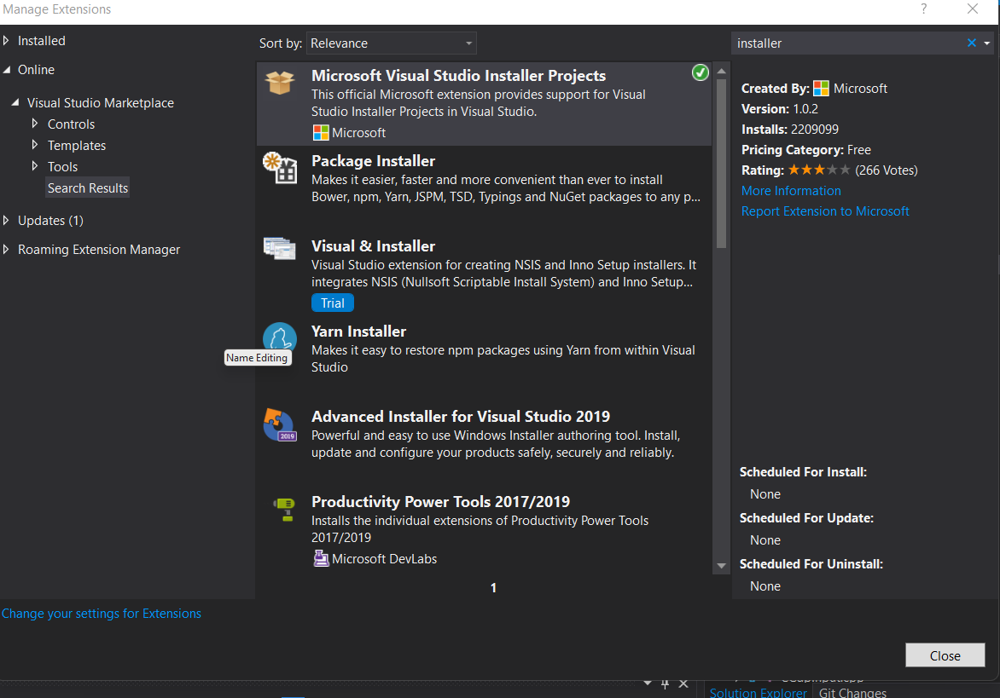 Manage Extensions
?
Installed
Online
Visual Studio Marketplace
Controls
Templates
Tools
Search Results
Updates (1)
Roaming Extension Manager
Sort by: Relevance
Microsoft Visual Studio Installer Projects
This official Microsoft extension provides support for Visual
Studio Installer Projects in Visual Studio.
Microsoft
Package Installer
Makes it easier, faster and more convenient than ever to install
Bower, npm, Yarn, JSPM, TSD, Typings and NuGet packages to any p...
Visual & Installer
Visual Studio extension for creating NSIS and Inno Setup installers. It
integrates NSIS (Nullsoft Scriptable Install System) and Inno Setup...
Trial
Yarn Installer
Makes it easy to restore npm packages using Yarn from within Visual
Studio
Name Editing
Advanced Installer for Visual Studio 2019
Powerful and easy to use Windows Installer authoring tool. Install,
update and configure your products safely, securely and reliably.
2019
Productivity Power Tools 2017/2019
Installs the individual extensions of Productivity Power Tools
2017/2019
Microsoft DevLabs
1
installer
Created By: Microsoft
Version: 1.0.2
Installs: 2209099
Pricing Category: Free
Rating: (266 Votes)
More Information
Report Extension to Microsoft
Scheduled For Install:
None
Scheduled For Update:
None
Scheduled For Uninstall:
None
Change your settings for Extensions
Close
Solution Explorer
Git Changes